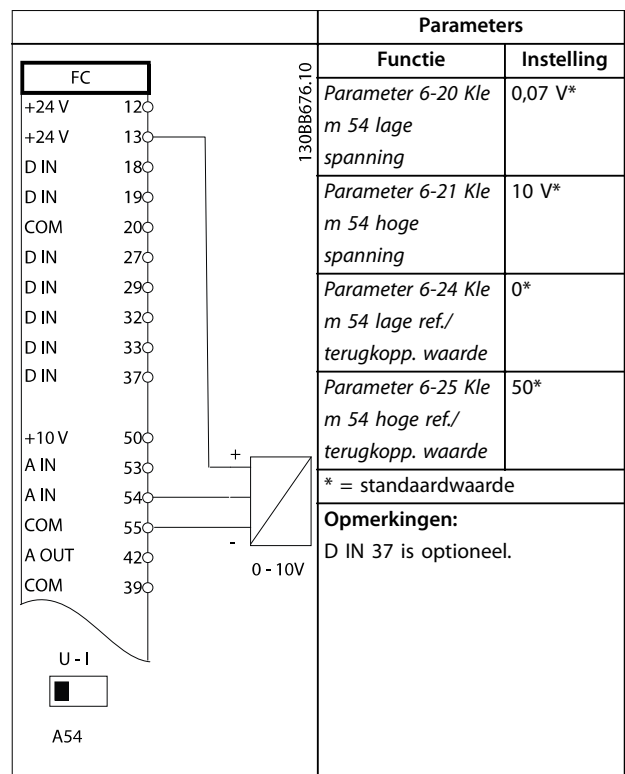 FC
+24 V 12
+24 V 13
D IN 18
D IN 19
COM 20
D IN 27
D IN 29
D IN 32
D IN 33
D IN 37
+10 V 50
A IN 53
A IN 54
COM 55
A OUT 42
COM 39
+
-
0 - 10V
U - I
A54
130BB676.10
Parameters
Functie Instelling
Parameter 6-20 Kle 0,07 V*
m 54 lage
spanning
Parameter 6-21 Kle 10 V*
m 54 hoge
spanning
Parameter 6-24 Kle 0*
m 54 lage ref./
terugkopp. waarde
Parameter 6-25 Kle 50*
m 54 hoge ref./
terugkopp. waarde
* = standaardwaarde
Opmerkingen:
D IN 37 is optioneel.